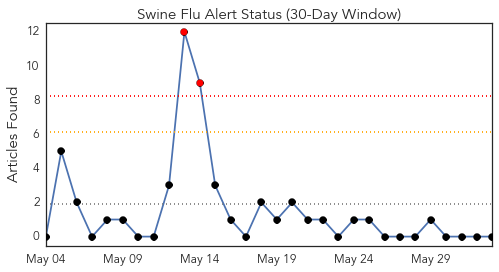 Swine Flu Alert Status (30-Day Window)
Articles Found
12
10
8
6
4
2
0
May 04 May 09 May 14 May 19 May 24 May 29